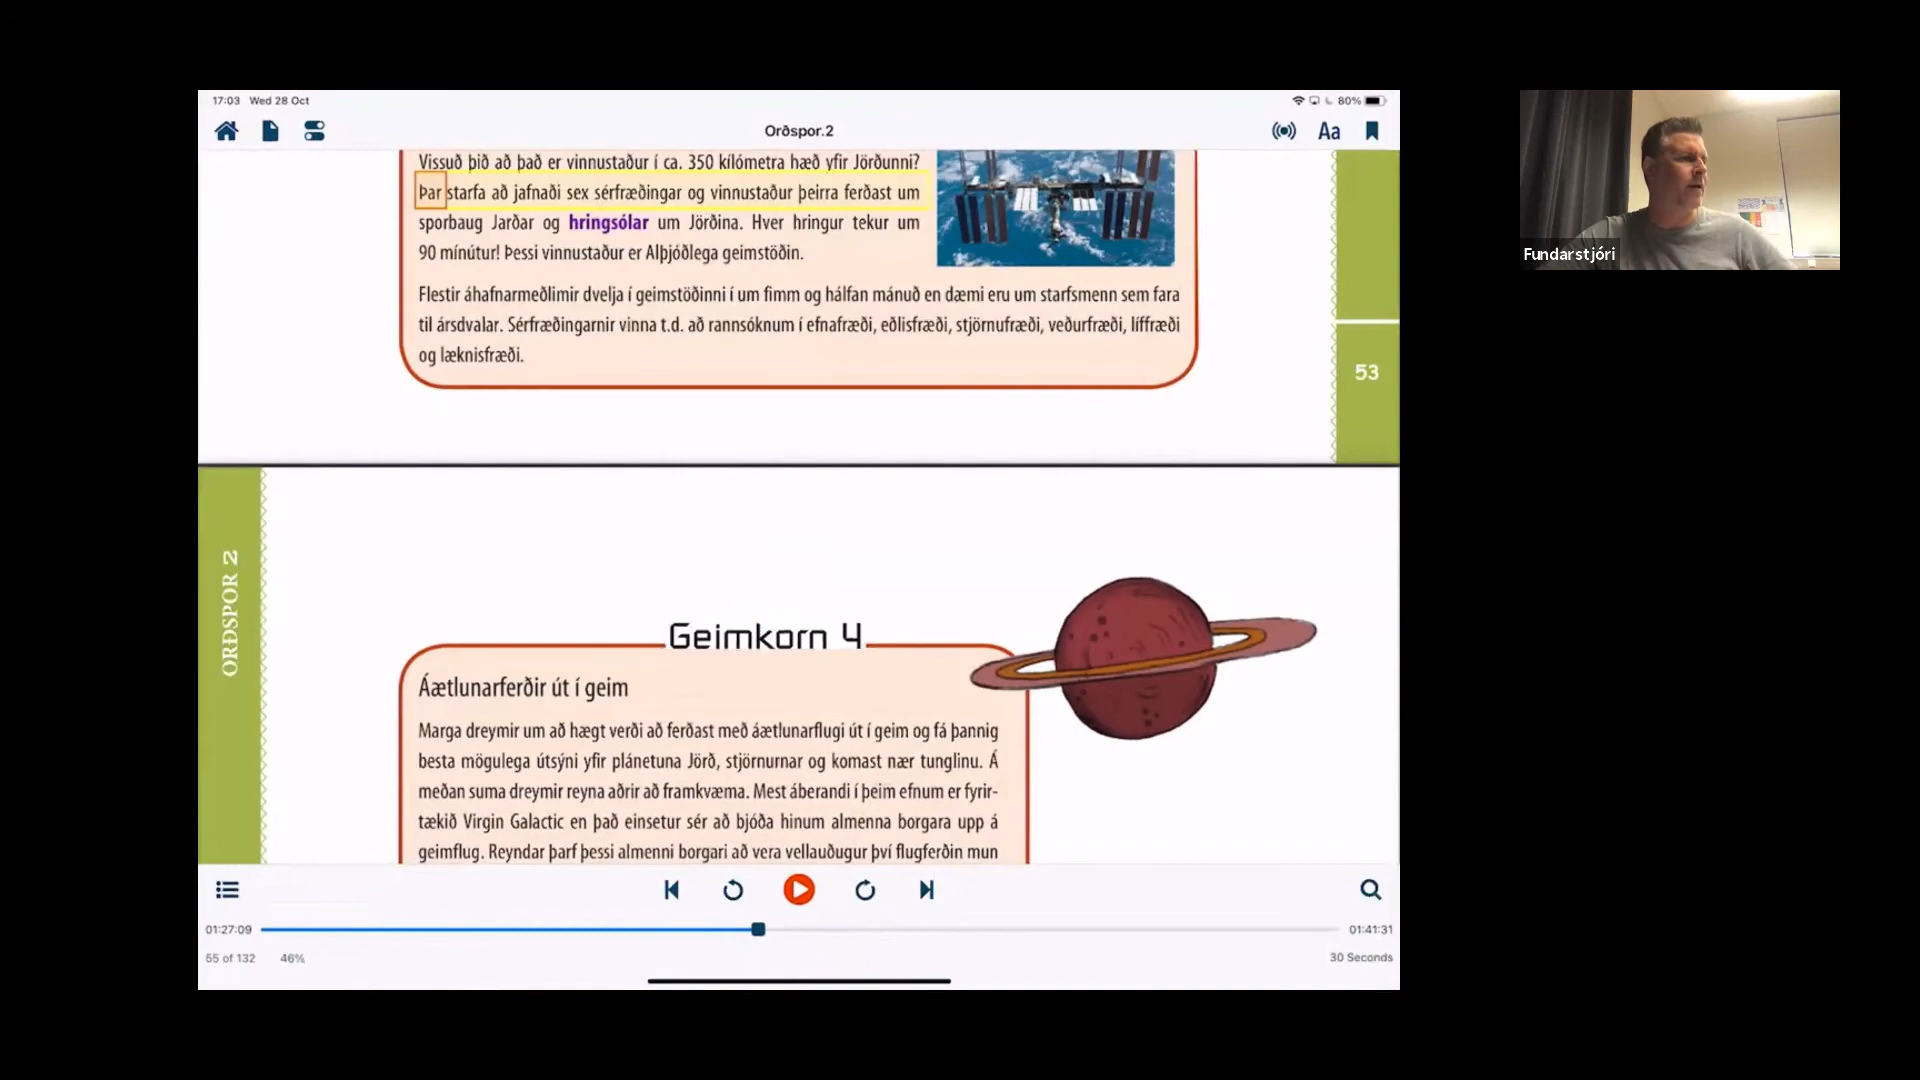 17:03 Wed 28 Oct
80%
Orðspor.2
Aa
Vissuð þið að það er vinnustaður í ca. 350 kílómetra hæð yfir Jörðunni?
Þar starfa að jafnaði sex sérfræðingar og vinnustaður þeirra ferðast um
sporbaug Jarðar og hringsólar um Jörðina. Hver hringur tekur um
90 mínútur! Þessi vinnustaður er Alþjóðlega geimstöðin.
Flestir áhafnarmeðlimir dvelja í geimstöðinni í um fimm og hálfan mánuð en dæmi eru um starfsmenn sem fara
til ársdvalar. Sérfræðingarnir vinna t.d. að rannsóknum í efnafræði, eðlisfræði, stjörnufræði, veðurfræði, líffræði
og læknisfræði.
53
ORÐSPOR 2
Geimkorn 4
Áætlunarferðir út í geim
Marga dreymir um að hægt verði að ferðast með áætlunarflugi út í geim og fá þannig
besta mögulega útsýni yfir plánetuna Jörð, stjörnurnar og komast nær tunglinu. Á
meðan suma dreymir reyna aðrir að framkvæma. Mest áberandi í þeim efnum er fyrir-
tækið Virgin Galactic en það einsetur sér að bjóða hinum almenna borgara upp á
geimflug. Reyndar þarf þessi almenni borgari að vera vellauðugur því flugferðin mun
01:27:09
01:41:31
55 of 132 46%
30 Seconds
Fundarstjóri